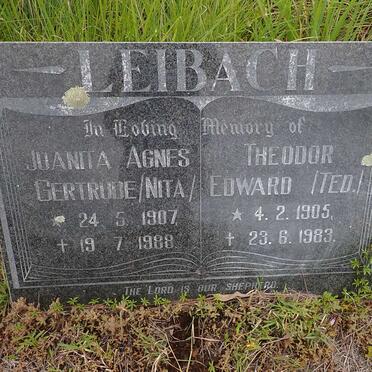 LEIBACH
In Loving Memory of
JUANITA AGNES
GERTRUDE /NITA/
* 24. 5. 1907
† 19. 7. 1988
THEODOR
EDWARD /TED./
* 4. 2. 1905.
† 23. 6. 1983.
THE LORD IS OUR SHEPHERD.